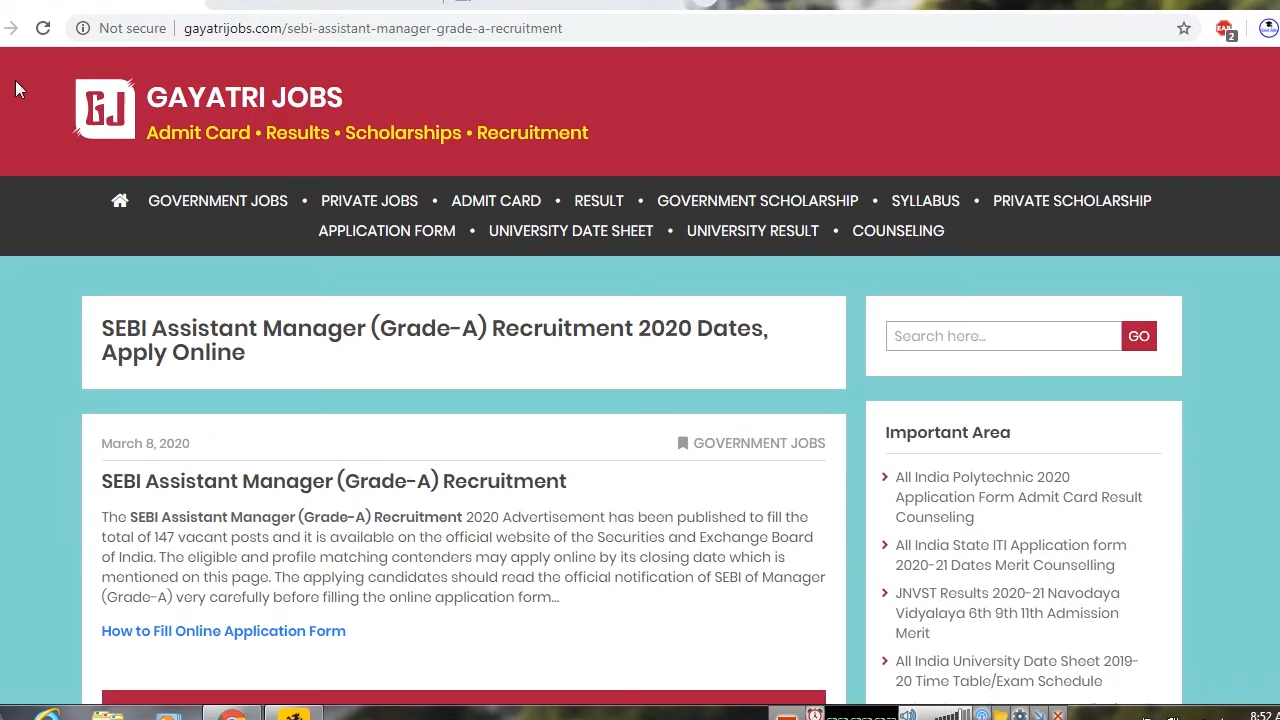 Not secure gayatrijobs.com/sebi-assistant-manager-grade-a-recruitment
2
GJ
GAYATRI JOBS
Admit Card • Results • Scholarships • Recruitment
GOVERNMENT JOBS • PRIVATE JOBS • ADMIT CARD • RESULT • GOVERNMENT SCHOLARSHIP • SYLLABUS • PRIVATE SCHOLARSHIP
APPLICATION FORM • UNIVERSITY DATE SHEET • UNIVERSITY RESULT • COUNSELING
SEBI Assistant Manager (Grade-A) Recruitment 2020 Dates,
Apply Online
March 8, 2020 GOVERNMENT JOBS
SEBI Assistant Manager (Grade-A) Recruitment
The SEBI Assistant Manager (Grade-A) Recruitment 2020 Advertisement has been published to fill the
total of 147 vacant posts and it is available on the official website of the Securities and Exchange Board
of India. The eligible and profile matching contenders may apply online by its closing date which is
mentioned on this page. The applying candidates should read the official notification of SEBI of Manager
(Grade-A) very carefully before filling the online application form...
How to Fill Online Application Form
Search here... GO
Important Area
All India Polytechnic 2020
Application Form Admit Card Result
Counseling
All India State ITI Application form
2020-21 Dates Merit Counselling
JNVST Results 2020-21 Navodaya
Vidyalaya 6th 9th 11th Admission
Merit
All India University Date Sheet 2019-
20 Time Table/Exam Schedule
8:52